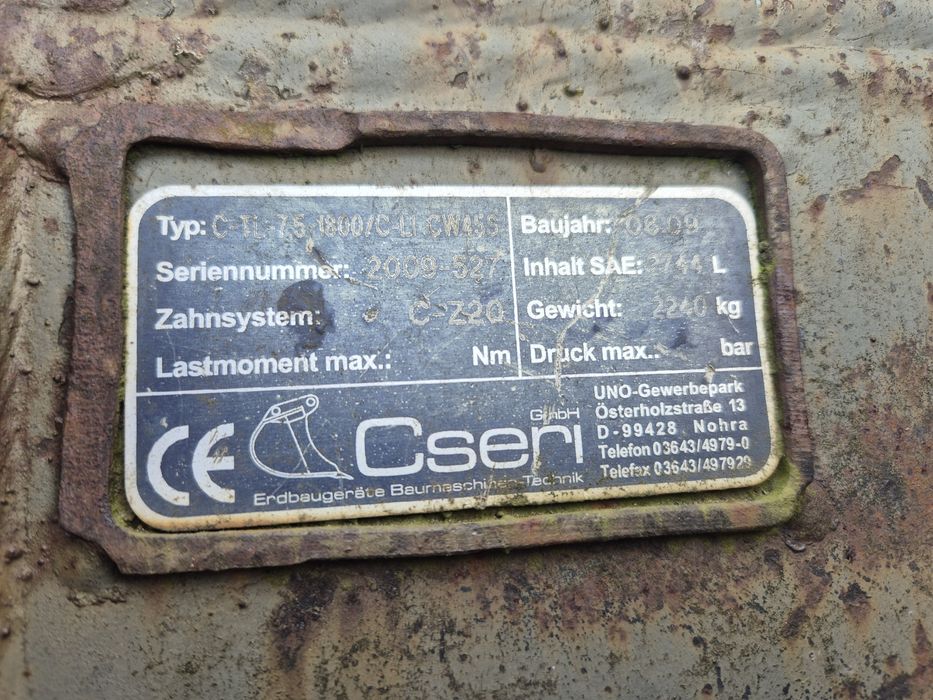 Typ: C-TL-7,5-1800/C-LI CW45S
Seriennummer: 2009-527
Zahnsystem: C-Z20
Lastmoment max.: Nm
Baujahr: 06.09
Inhalt SAE: L
Gewicht: 2240 kg
Druck max.: bar
CE
Cseri GmbH
Erdbaugeräte Baumaschinen-Technik
UNO-Gewerbepark
Österholzstraße 13
D-99428 Nohra
Telefon 03643/4979-0
Telefax 03643/497929